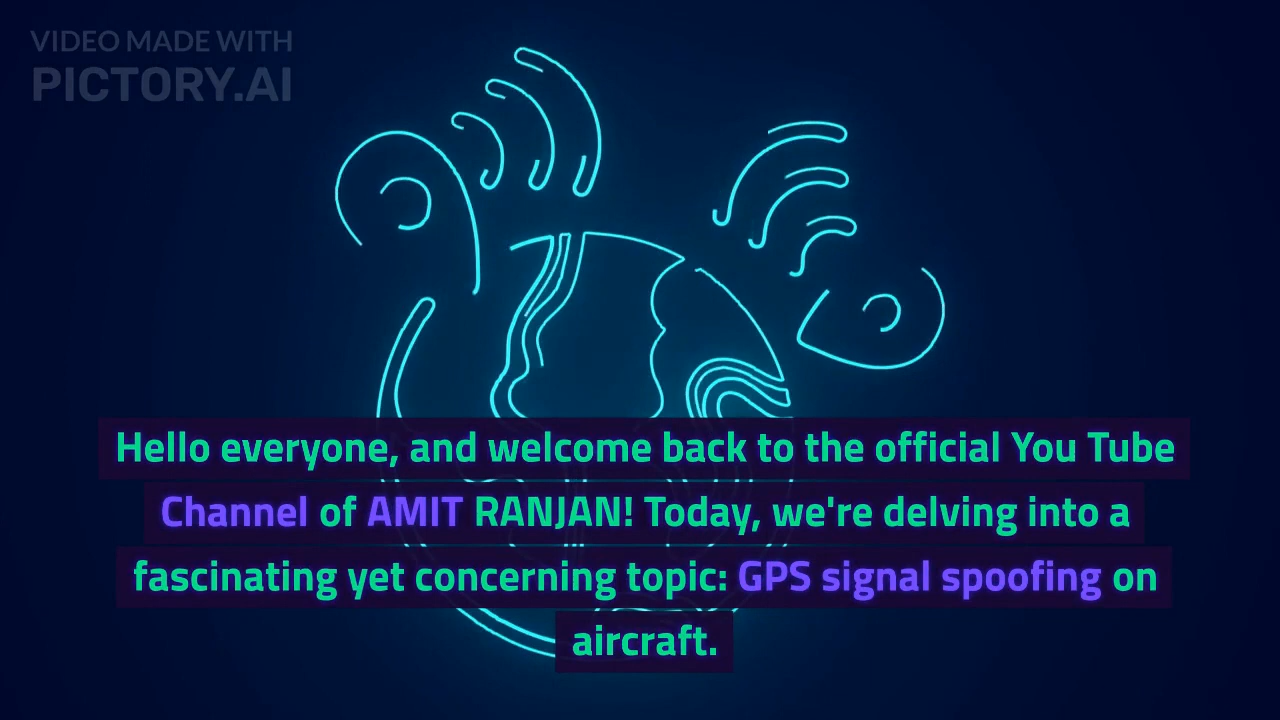 VIDEO MADE WITH
PICTORY.AI
Hello everyone, and welcome back to the official You Tube
Channel of AMIT RANJAN! Today, we're delving into a
fascinating yet concerning topic: GPS signal spoofing on
aircraft.